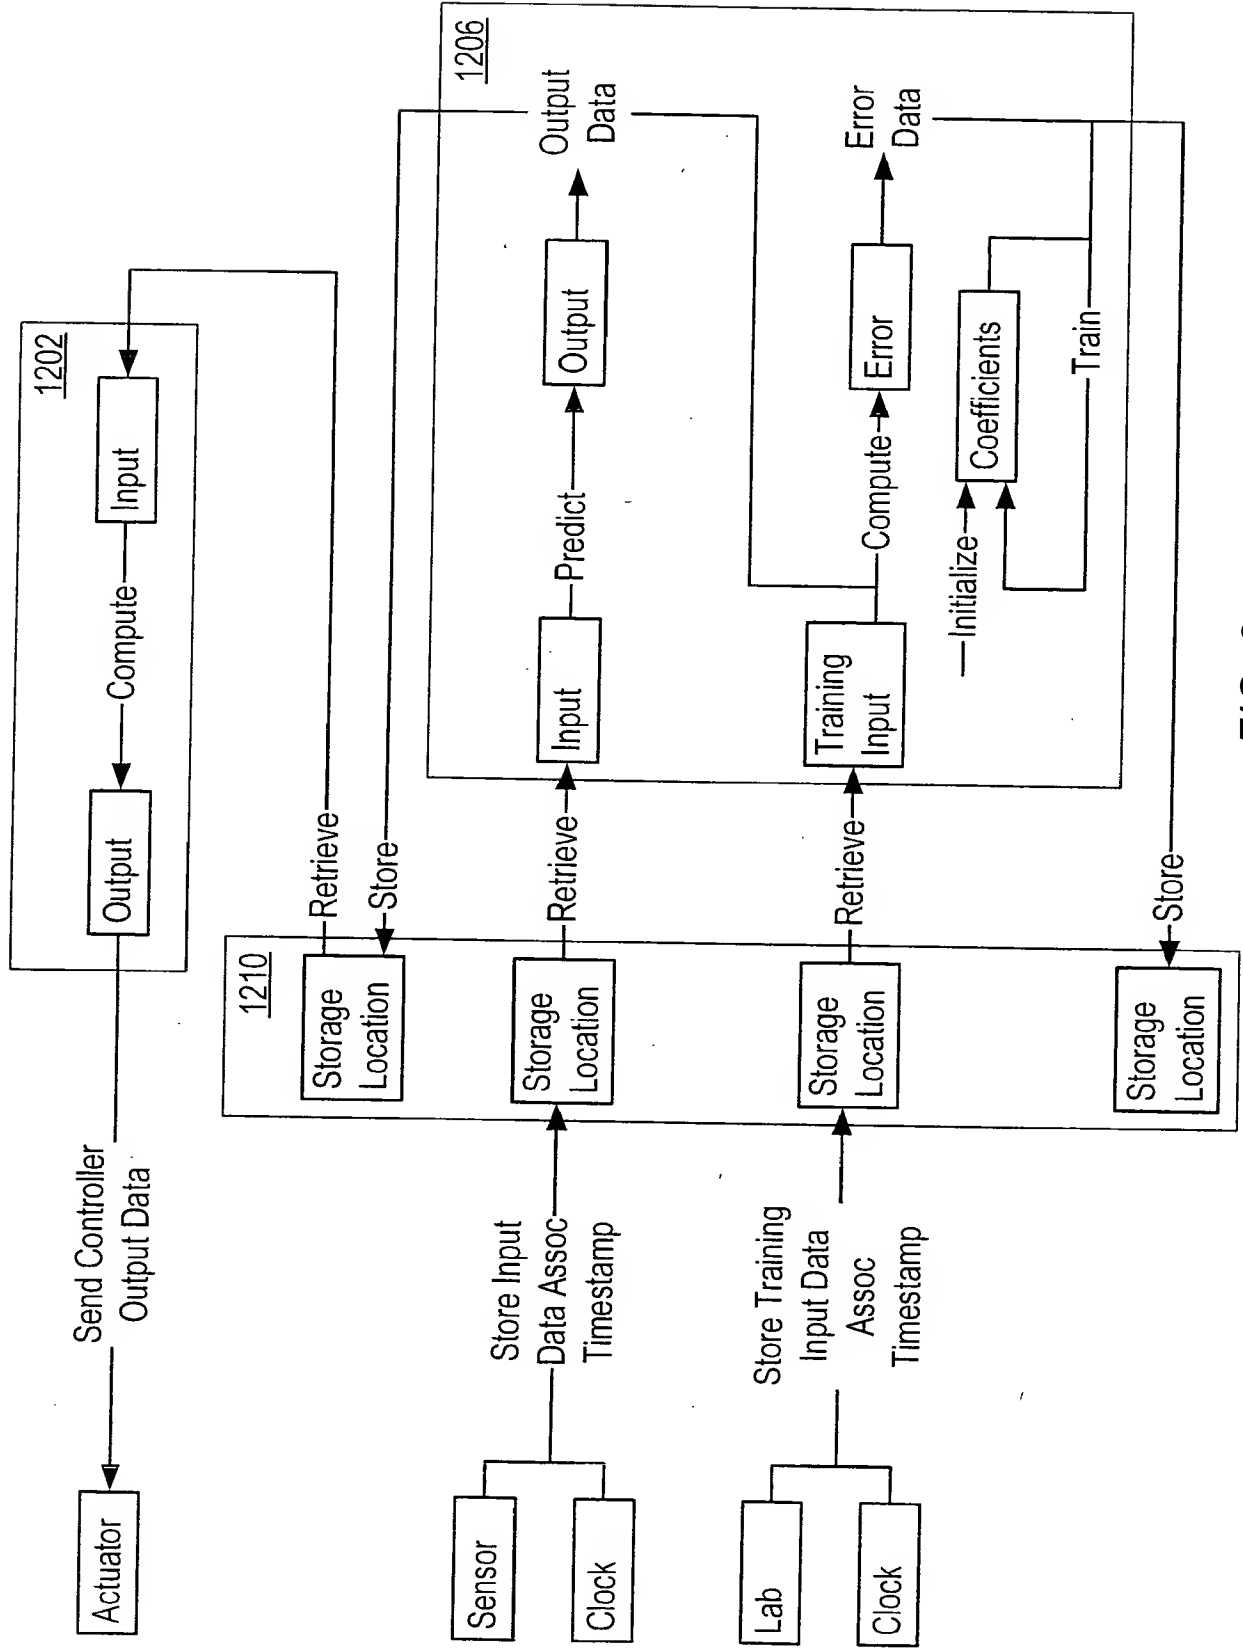 Actuator
Send Controller
Output Data
Output
Compute
Input
1202
1210
Storage
Location
Retrieve
Store
1206
Sensor
Clock
Store Input
Data Assoc
Timestamp
Storage
Location
Retrieve
Input
Predict
Output
Output
Data
Lab
Clock
Store Training
Input Data
Assoc
Timestamp
Storage
Location
Retrieve
Training
Input
Compute
Error
Error
Data
Initialize
Coefficients
Train
Storage
Location
Store